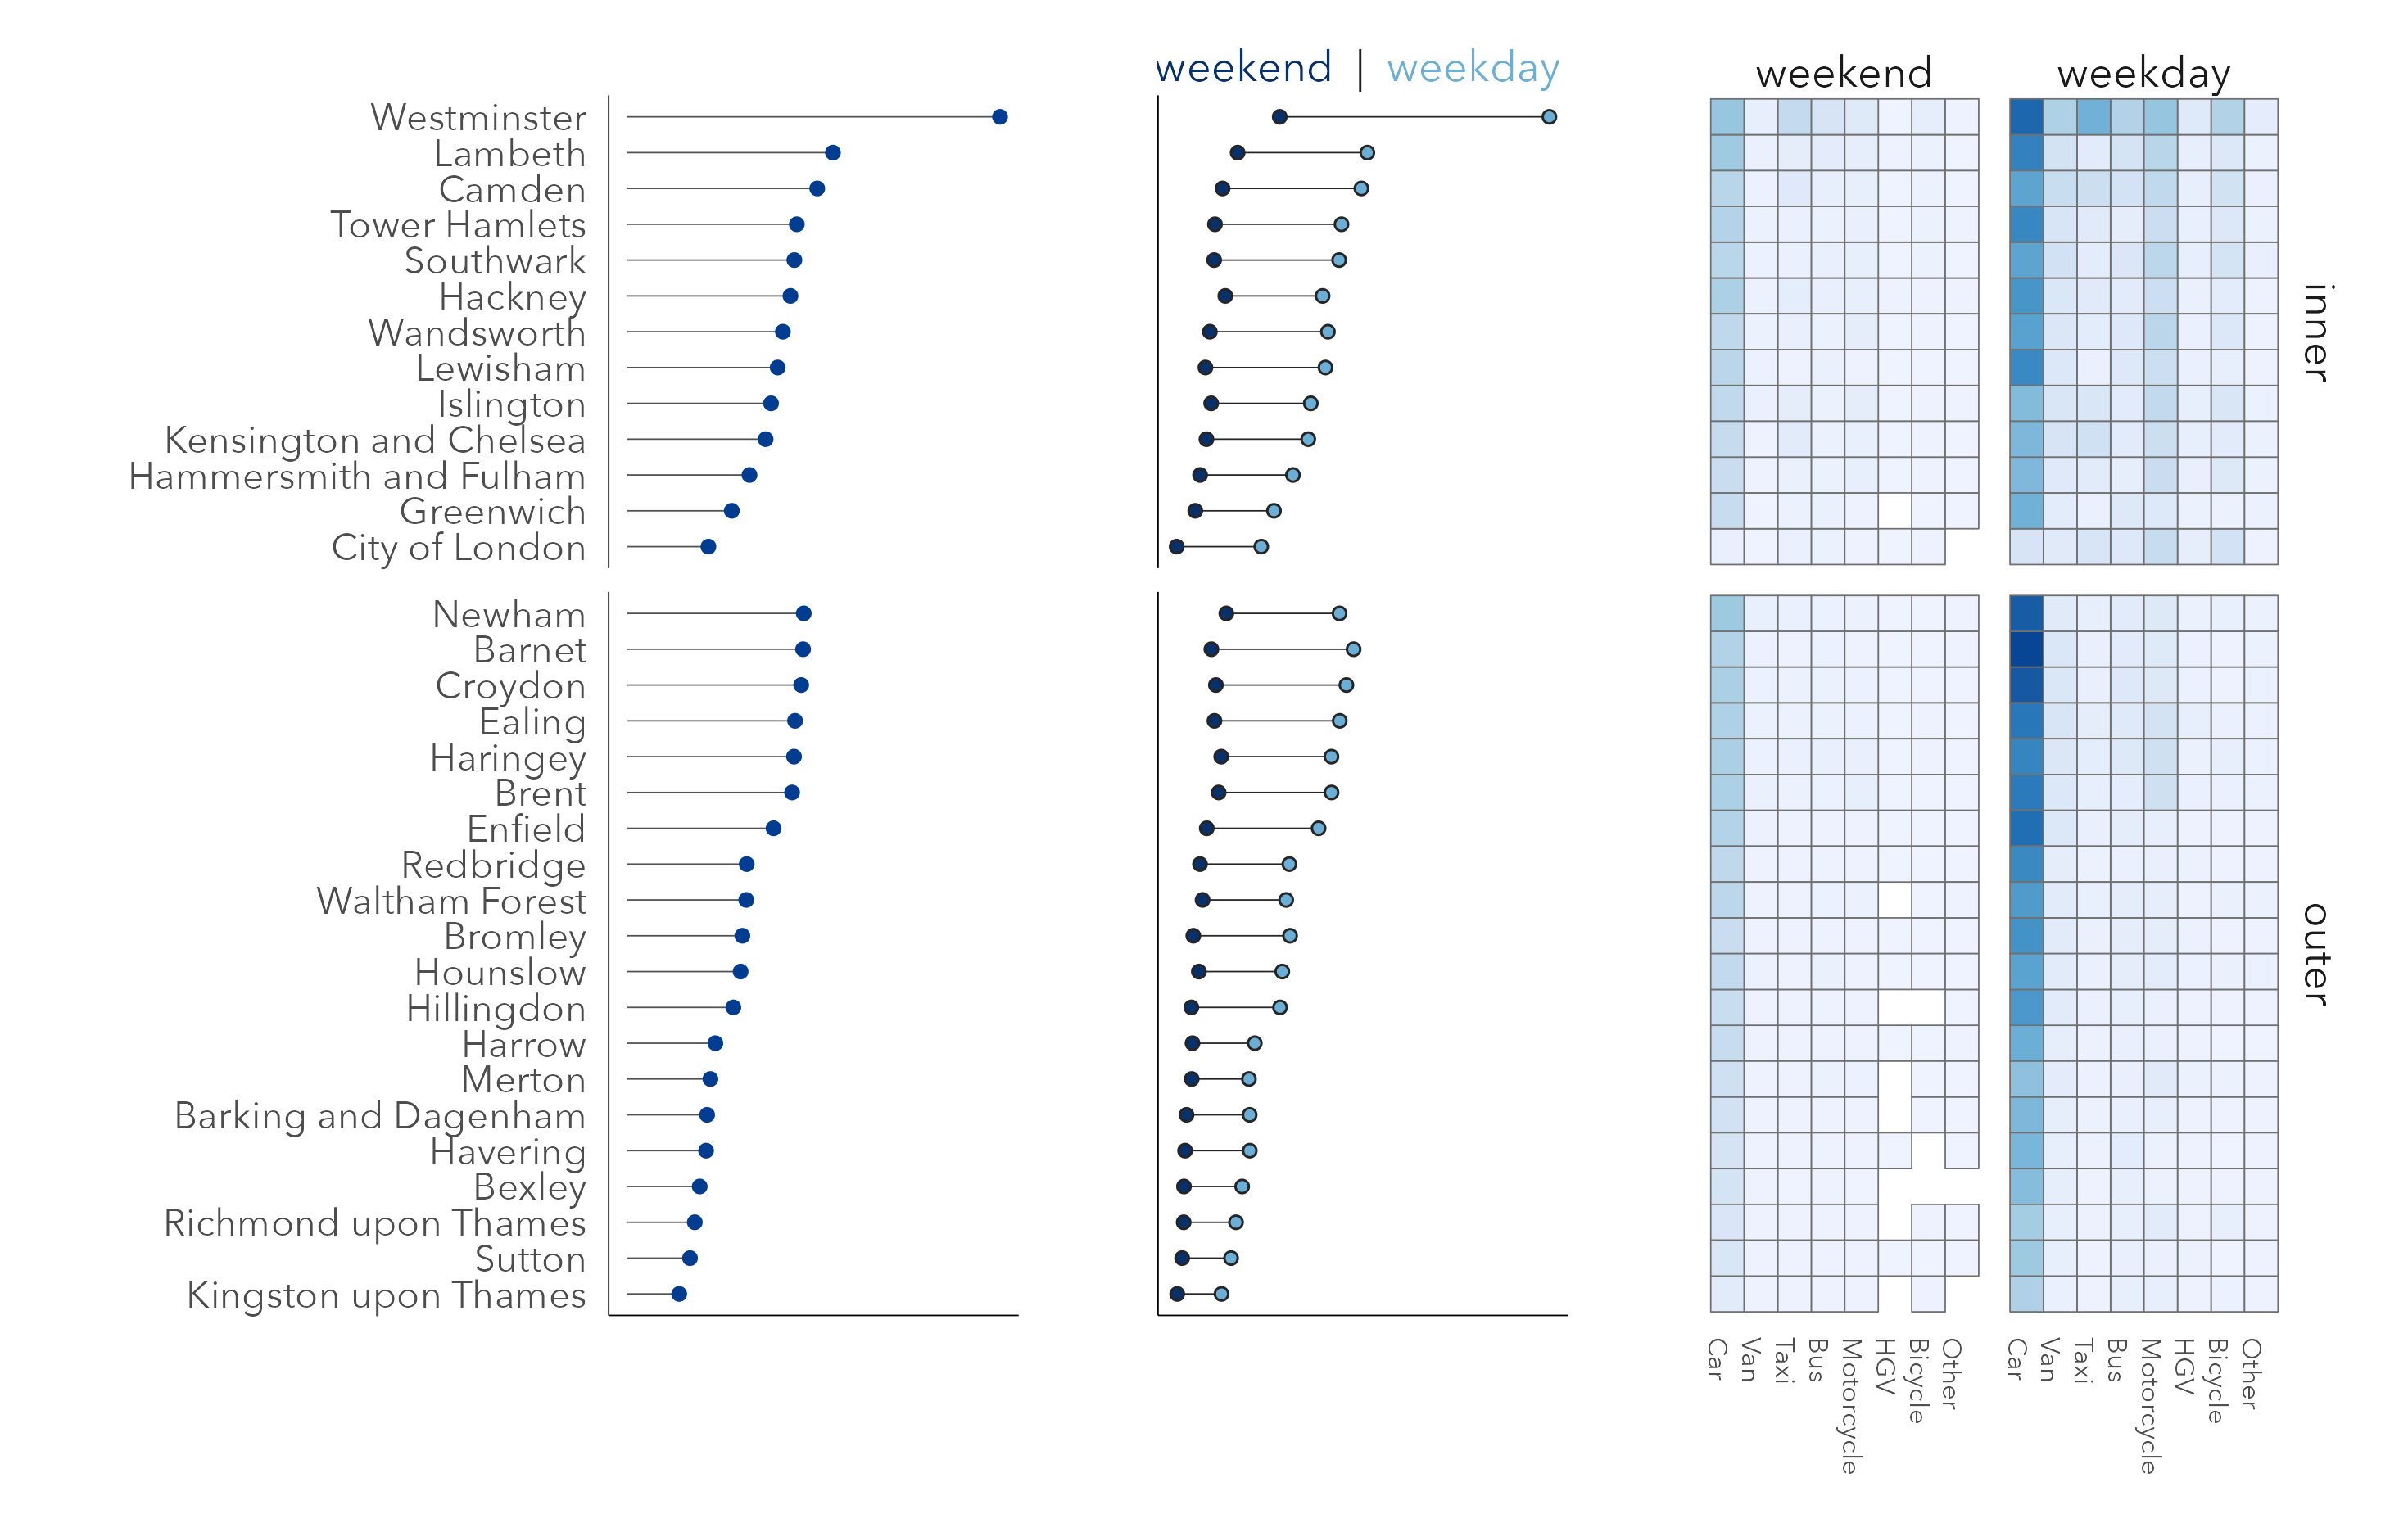 weekend | weekday
weekend
weekday
Westminster
Lambeth
Camden
Tower Hamlets
Southwark
Hackney
Wandsworth
Lewisham
Islington
Kensington and Chelsea
Hammersmith and Fulham
Greenwich
City of London
inner
Newham
Barnet
Croydon
Ealing
Haringey
Brent
Enfield
Redbridge
Waltham Forest
Bromley
Hounslow
Hillingdon
Harrow
Merton
Barking and Dagenham
Havering
Bexley
Richmond upon Thames
Sutton
Kingston upon Thames
outer
Car
Van
Taxi
Bus
Motorcycle
HGV
Bicycle
Other
Car
Van
Taxi
Bus
Motorcycle
HGV
Bicycle
Other